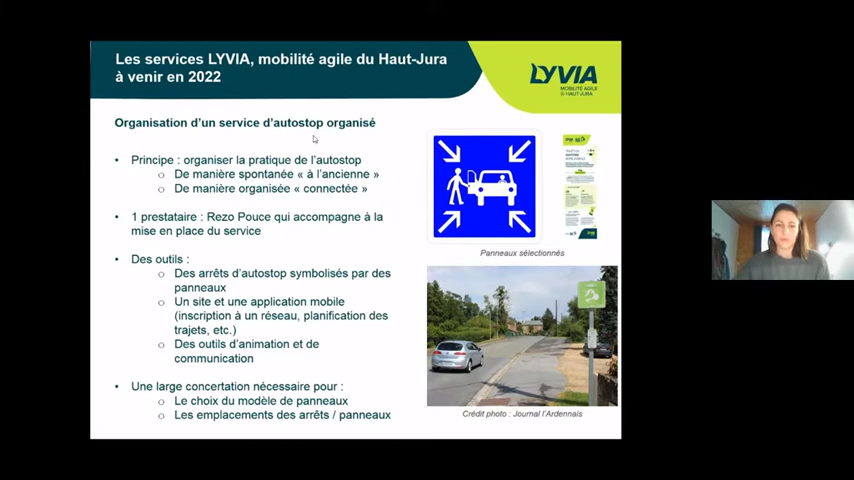 Les services LYVIA, mobilité agile du Haut-Jura
à venir en 2022
LYVIA
MOBILITÉ AGILE
HAUT-JURA
Organisation d'un service d'autostop organisé
• Principe : organiser la pratique de l'autostop
o De manière spontanée « à l'ancienne »
o De manière organisée « connectée »
• 1 prestataire : Rezo Pouce qui accompagne à la
mise en place du service
• Des outils :
o Des arrêts d'autostop symbolisés par des
panneaux
o Un site et une application mobile
(inscription à un réseau, planification des
trajets, etc.)
o Des outils d'animation et de
communication
• Une large concertation nécessaire pour :
o Le choix du modèle de panneaux
o Les emplacements des arrêts / panneaux
Panneaux sélectionnés
Crédit photo : Journal l'Ardennais